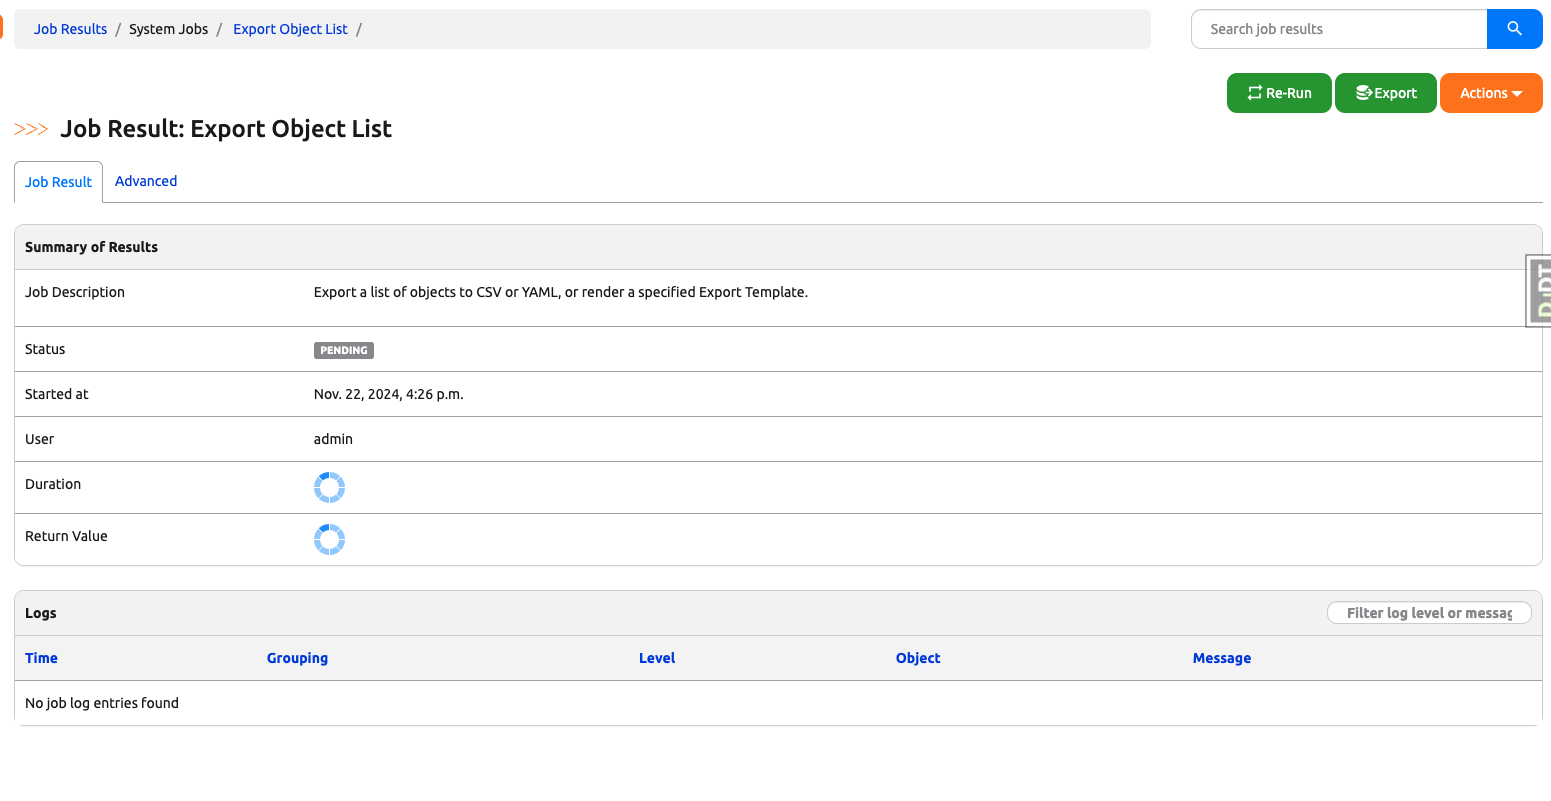 Job Results / System Jobs / Export Object List /
Search job results
Re-Run Export Actions
>>> Job Result: Export Object List
Job Result Advanced
Summary of Results
Job Description Export a list of objects to CSV or YAML, or render a specified Export Template.
Status PENDING
Started at Nov. 22, 2024, 4:26 p.m.
User admin
Duration
Return Value
DJDT
Logs Filter log level or messag
Time Grouping Level Object Message
No job log entries found